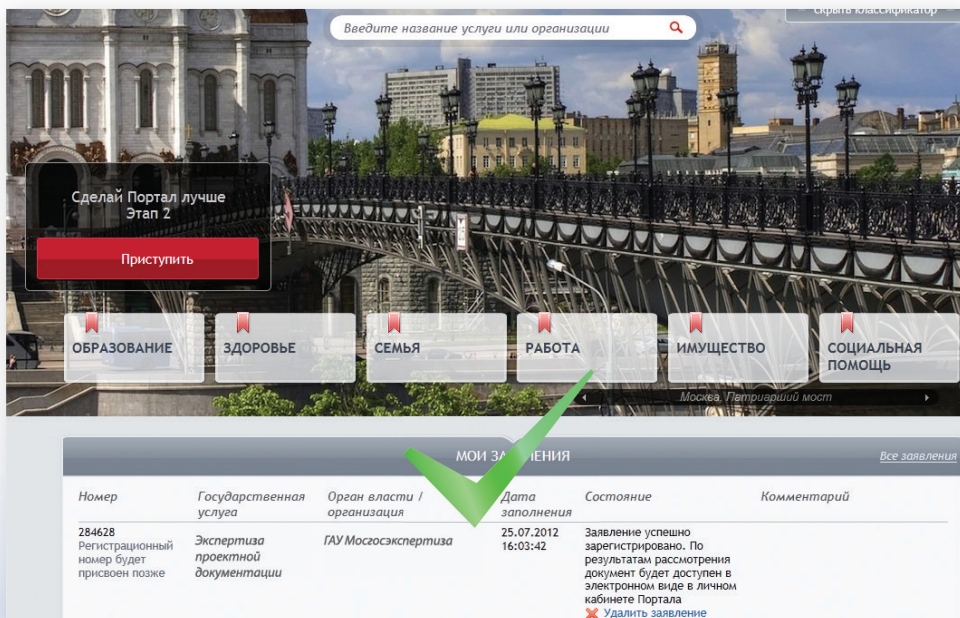 скрыть классификатор
Введите название услуги или организации
Сделай Портал лучше
Этап 2
Приступить
ОБРАЗОВАНИЕ
ЗДОРОВЬЕ
СЕМЬЯ
РАБОТА
ИМУЩЕСТВО
СОЦИАЛЬНАЯ
ПОМОЩЬ
Москва, Патриарший мост
МОИ ЗАЯВЛЕНИЯ
Все заявления
Номер
Государственная
услуга
Орган власти /
организация
Дата
заполнения
Состояние
Комментарий
284628
Регистрационный
номер будет
присвоен позже
Экспертиза
проектной
документации
ГАУ Мосгосэкспертиза
25.07.2012
16:03:42
Заявление успешно
зарегистрировано. По
результатам рассмотрения
документ будет доступен в
электронном виде в личном
кабинете Портала
Удалить заявление